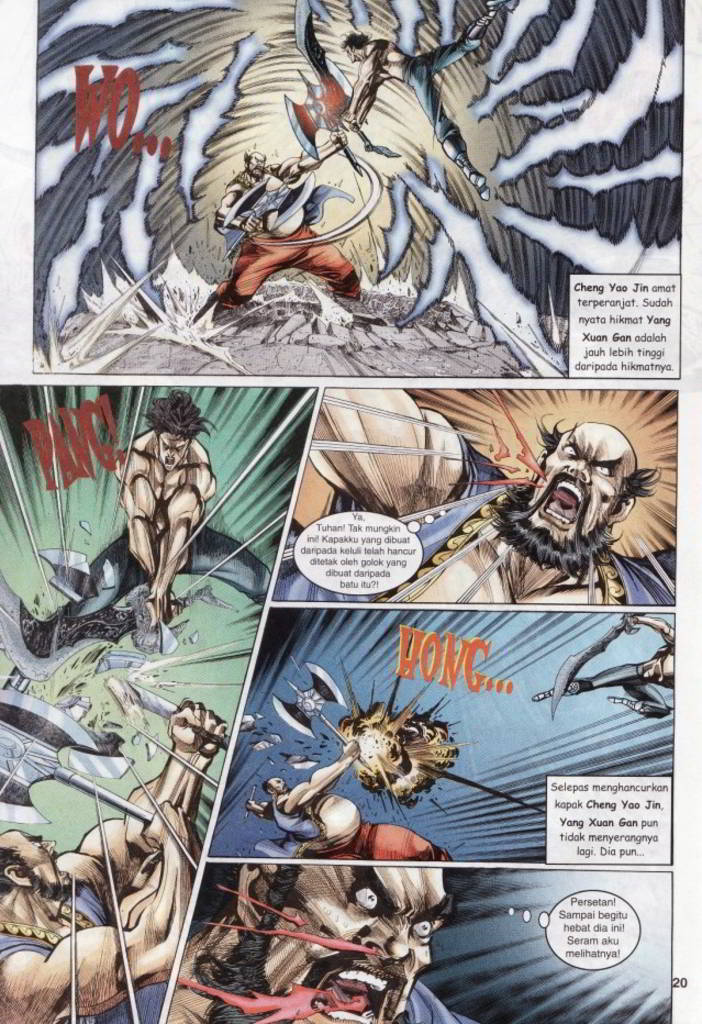 WO...
Cheng Yao Jin amat
terperanjat. Sudah
nyata hikmat Yang
Xuan Gan adalah
jauh lebih tinggi
daripada hikmatnya.
PANG!
Ya,
Tuhan! Tak mungkin
ini! Kapakku yang dibuat
daripada keluli telah hancur
ditetak oleh golok yang
dibuat daripada
batu itu?!
HONG...
Selepas menghancurkan
kapak Cheng Yao Jin,
Yang Xuan Gan pun
tidak menyerangnya
lagi. Dia pun...
Persetan!
Sampai begitu
hebat dia ini!
Seram aku
melihatnya!
20